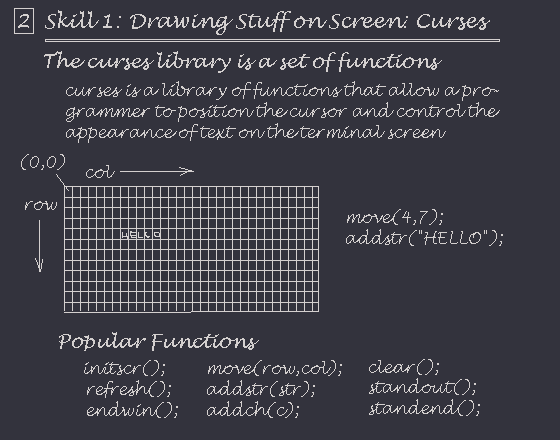 2 Skill 1: Drawing Stuff on Screen: Curses
The curses library is a set of functions
curses is a library of functions that allow a pro-
grammer to position the cursor and control the
appearance of text on the terminal screen
(0,0)
col
row
HELLO
move(4,7);
addstr("HELLO");
Popular Functions
initscr(); move(row,col); clear();
refresh(); addstr(str); standout();
endwin(); addch(c); standend();